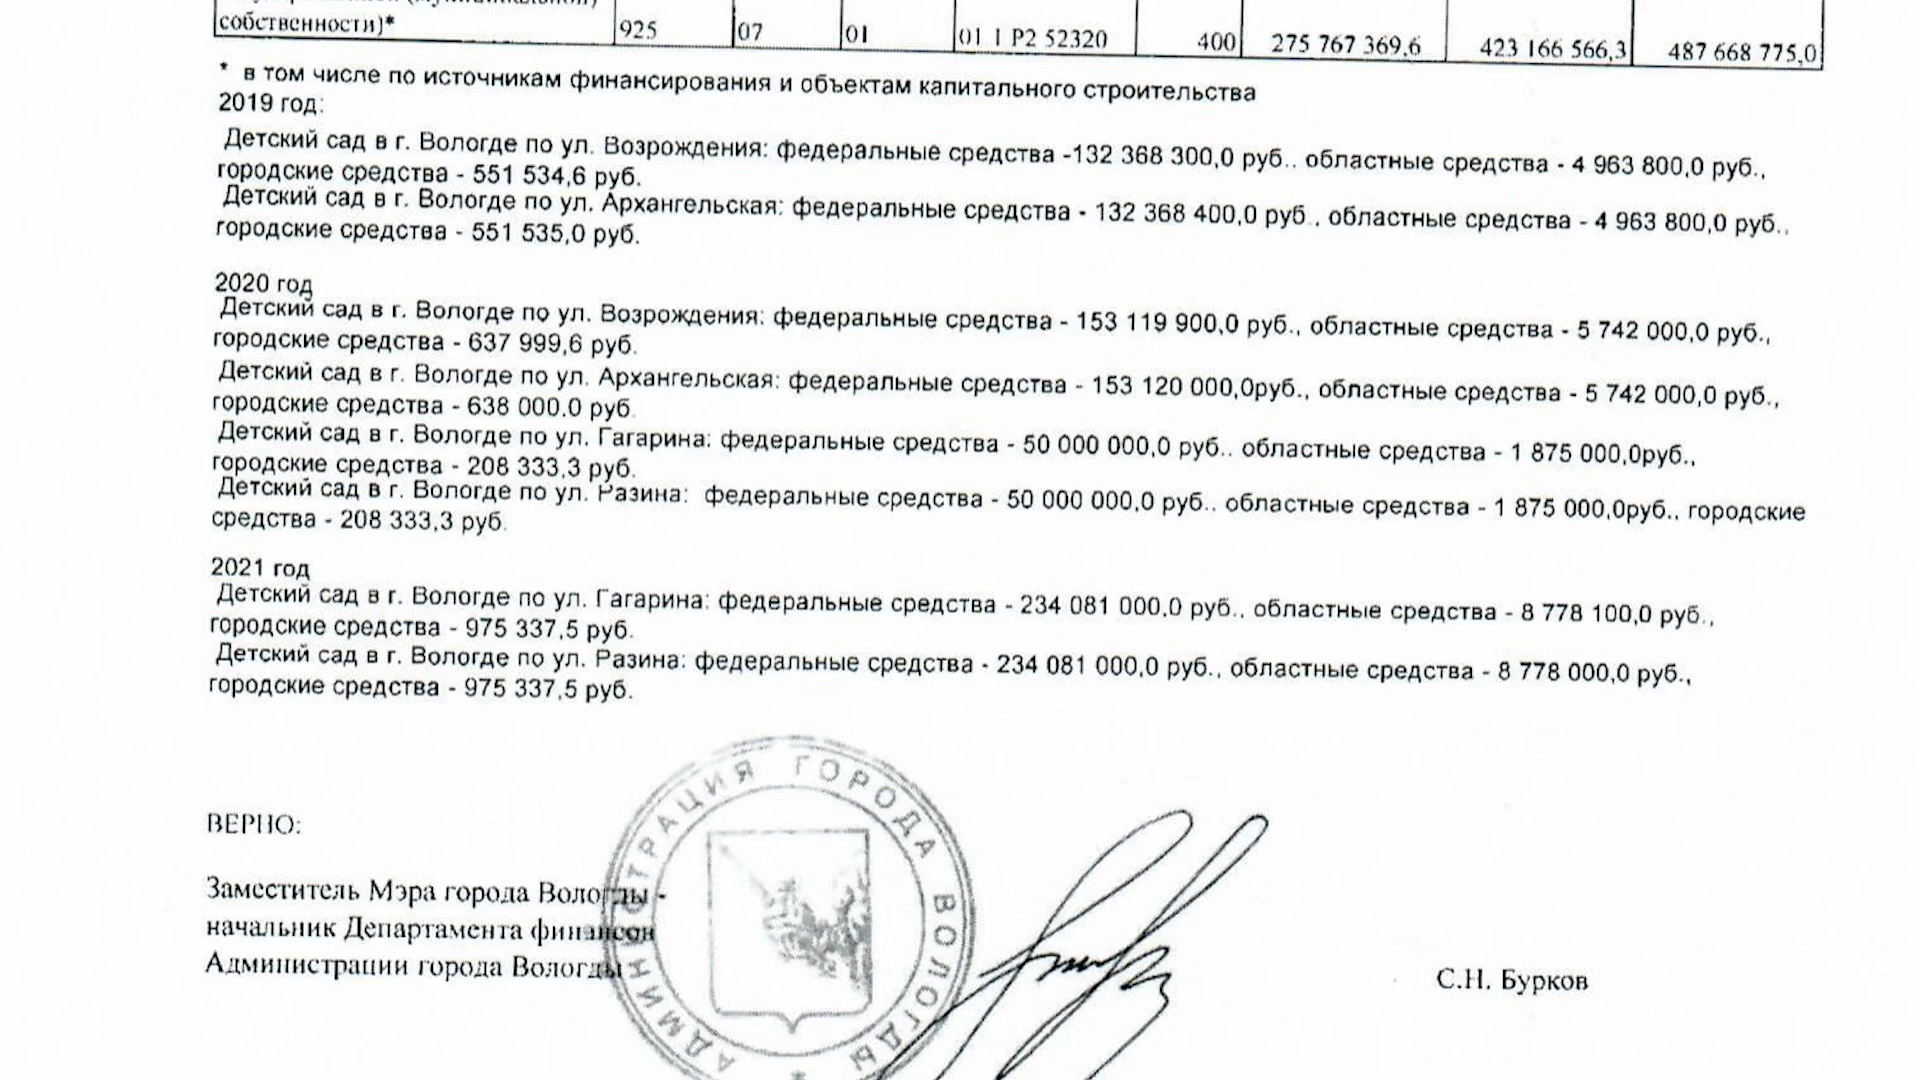 собственности)* 925 07 01 01 1 P2 52320 400 275 767 369,6 423 166 566,3 487 668 775,0
* в том числе по источникам финансирования и объектам капитального строительства
2019 год:
Детский сад в г. Вологде по ул. Возрождения: федеральные средства -132 368 300,0 руб.. областные средства - 4 963 800,0 руб.,
городские средства - 551 534,6 руб.
Детский сад в г. Вологде по ул. Архангельская: федеральные средства - 132 368 400,0 руб., областные средства - 4 963 800,0 руб.,
городские средства - 551 535,0 руб.
2020 год
Детский сад в г. Вологде по ул. Возрождения: федеральные средства - 153 119 900,0 руб., областные средства - 5 742 000,0 руб.,
городские средства - 637 999,6 руб.
Детский сад в г. Вологде по ул. Архангельская: федеральные средства - 153 120 000,0руб., областные средства - 5 742 000,0 руб.,
городские средства - 638 000.0 руб.
Детский сад в г. Вологде по ул. Гагарина: федеральные средства - 50 000 000,0 руб.. областные средства - 1 875 000,0руб.,
городские средства - 208 333,3 руб.
Детский сад в г. Вологде по ул. Разина: федеральные средства - 50 000 000,0 руб.. областные средства - 1 875 000,0руб., городские
средства - 208 333,3 руб.
2021 год
Детский сад в г. Вологде по ул. Гагарина: федеральные средства - 234 081 000,0 руб., областные средства - 8 778 100,0 руб.,
городские средства - 975 337,5 руб.
Детский сад в г. Вологде по ул. Разина: федеральные средства - 234 081 000,0 руб., областные средства - 8 778 000,0 руб.,
городские средства - 975 337,5 руб.
АДМИНИСТРАЦИЯ ГОРОДА ВОЛОГДЫ *
ВЕРНО:
Заместитель Мэра города Вологды -
начальник Департамента финансов
Администрации города Вологды
С.Н. Бурков